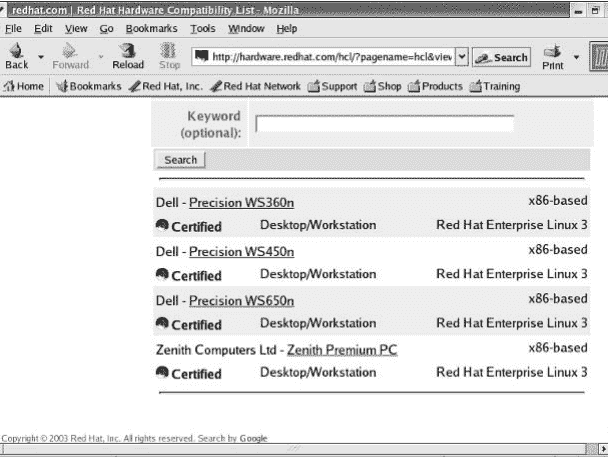 redhat.com | Red Hat Hardware Compatibility List - Mozilla
File Edit View Go Bookmarks Tools Window Help
Back Forward Reload Stop http://hardware.redhat.com/hcl/?pagename=hcl&view Search Print
Home Bookmarks Red Hat, Inc. Red Hat Network Support Shop Products Training
Keyword
(optional):
Search
Dell - Precision WS360n x86-based
Certified Desktop/Workstation Red Hat Enterprise Linux 3
Dell - Precision WS450n x86-based
Certified Desktop/Workstation Red Hat Enterprise Linux 3
Dell - Precision WS650n x86-based
Certified Desktop/Workstation Red Hat Enterprise Linux 3
Zenith Computers Ltd - Zenith Premium PC x86-based
Certified Desktop/Workstation Red Hat Enterprise Linux 3
Copyright © 2003 Red Hat, Inc. All rights reserved. Search by Google